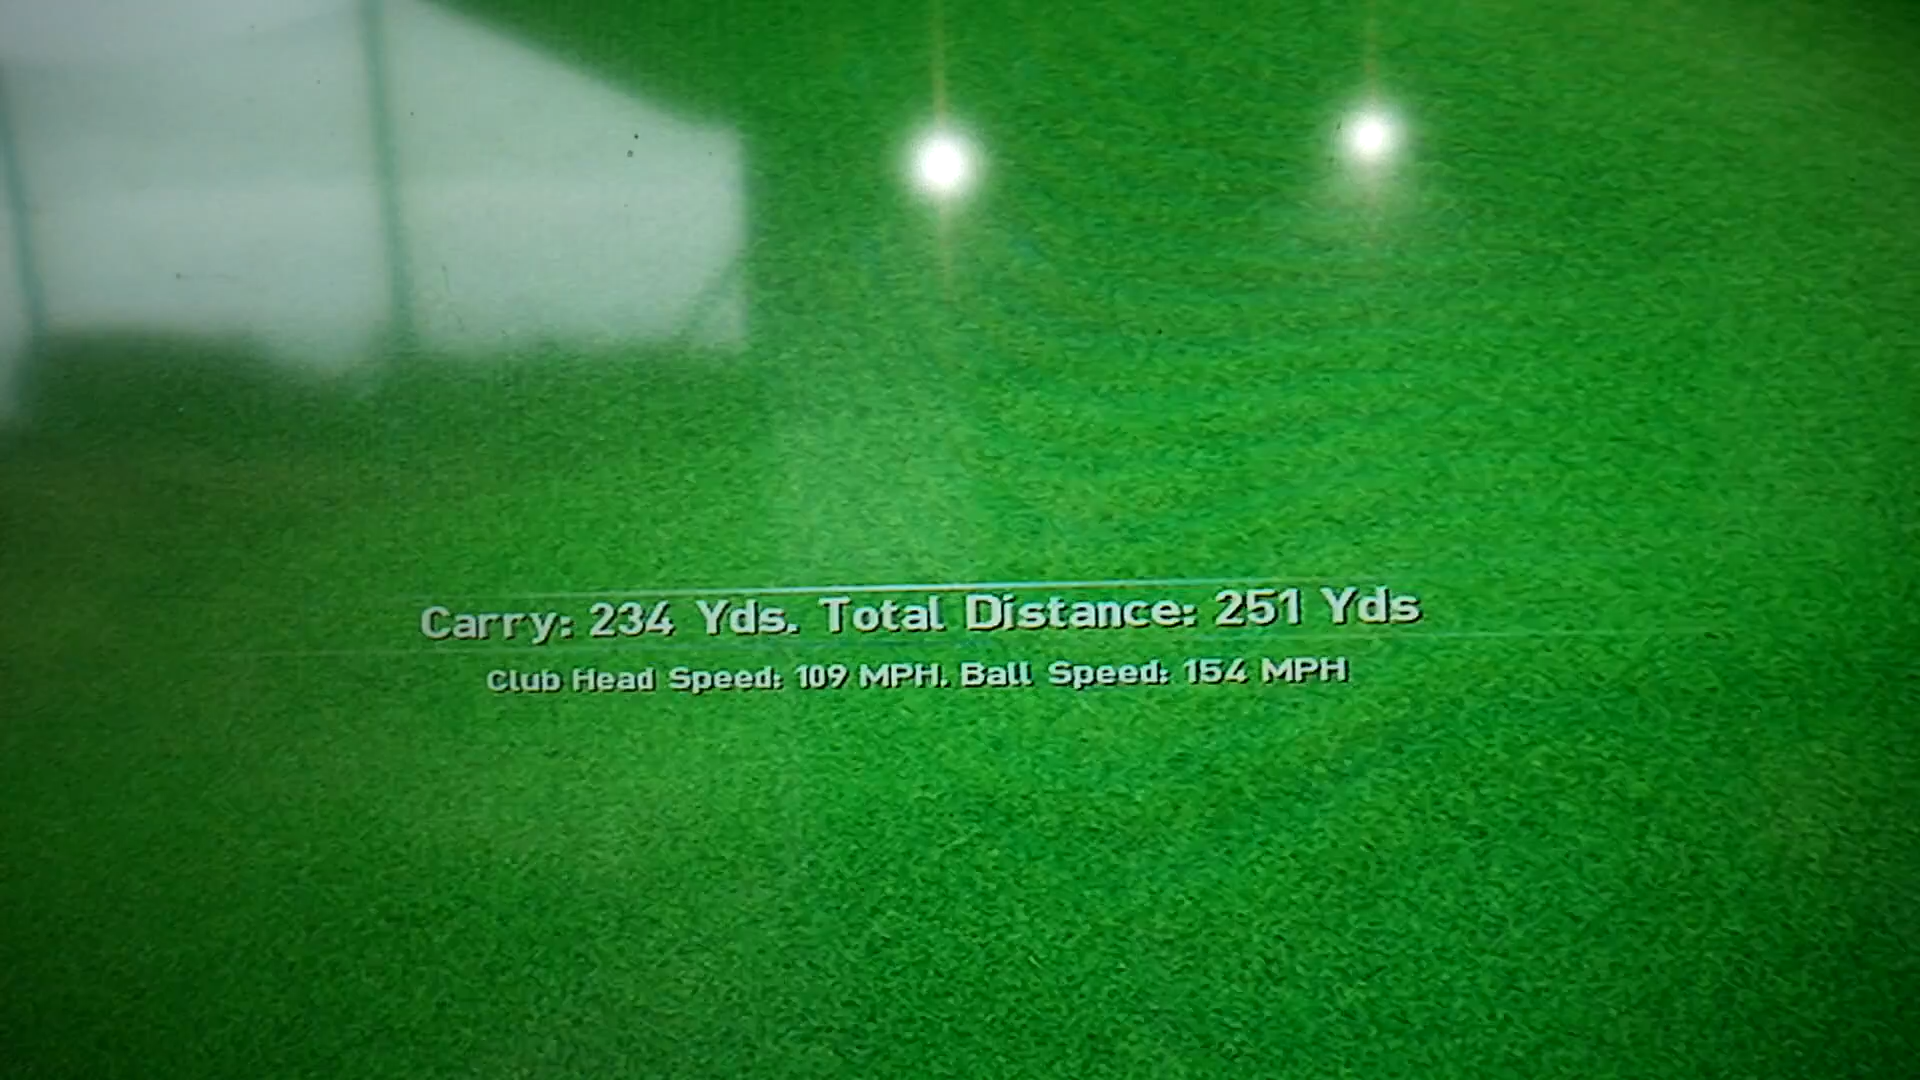 Carry: 234 Yds. Total Distance: 251 Yds
Club Head Speed: 109 MPH. Ball Speed: 154 MPH